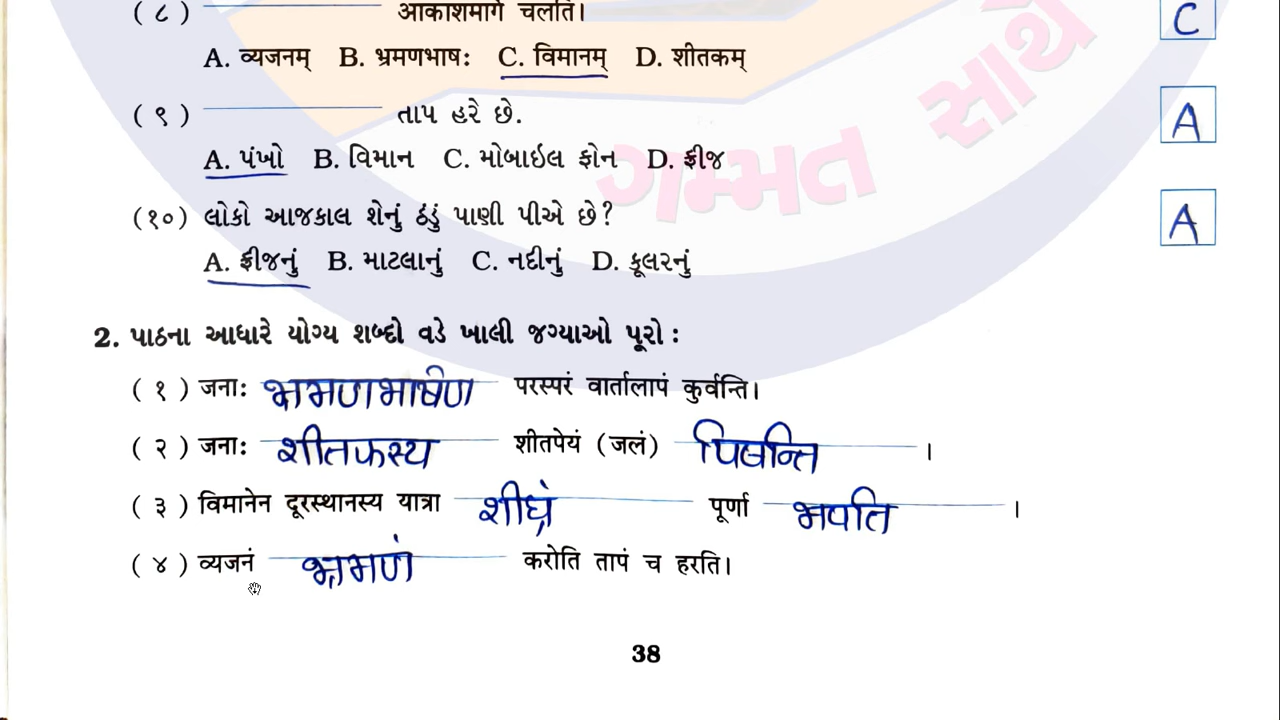 (८) ______ आकाशमार्गे चलति। C
A. व्यजनम् B. भ्रमणभाषः C. विमानम् D. शीतकम्
(९) ______ તાપ હરે છે. A
A. પંખો B. વિમાન C. મોબાઇલ ફોન D. ફ્રીજ
(१०) લોકો આજકાલ શેનું ઠંડું પાણી પીએ છે? A
A. ફ્રીજનું B. માટલાનું C. નદીનું D. કૂલરનું
ગમ્મત સાથે
2. પાઠના આધારે યોગ્ય શબ્દો વડે ખાલી જગ્યાઓ પૂરો :
(१) जनाः भ्रमणभाषेण परस्परं वार्तालापं कुर्वन्ति।
(२) जनाः शीतकस्य शीतपेयं (जलं) पिबन्ति ।
(३) विमानेन दूरस्थानस्य यात्रा शीघ्रं पूर्णा भवति ।
(४) व्यजनं भ्रमणं करोति तापं च हरति।
38